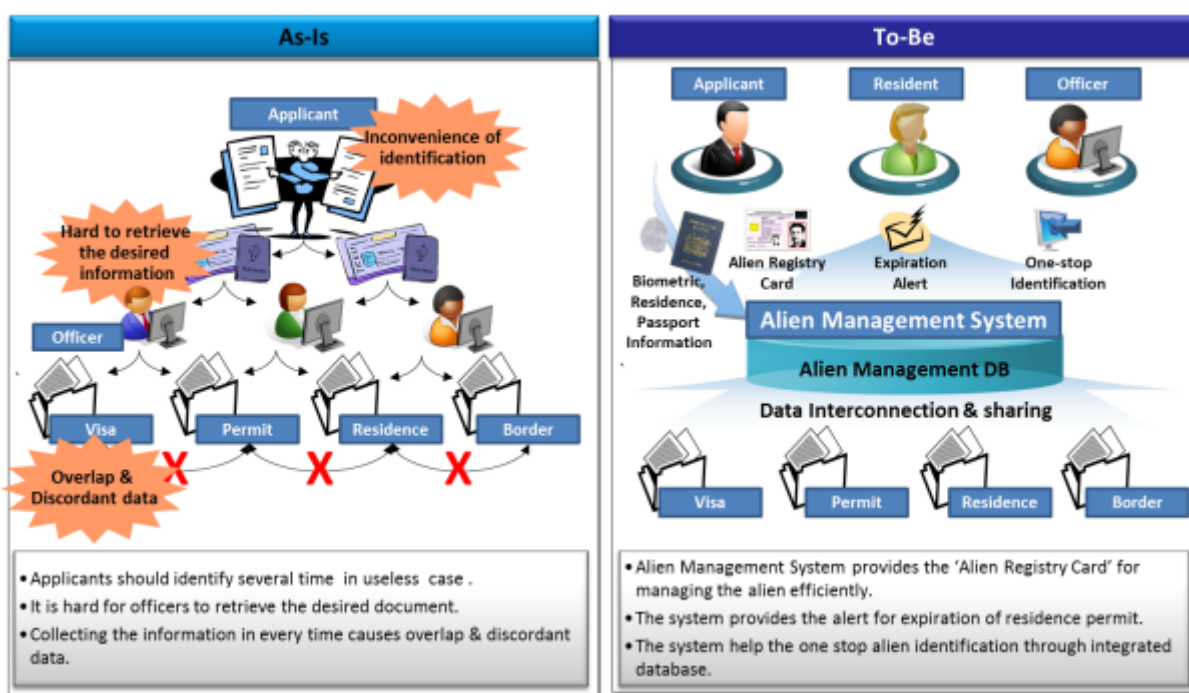 As-Is
Applicant
Inconvenience of
identification
Hard to retrieve
the desired
information
Officer
Visa
Permit
Residence
Border
X
X
X
Overlap &
Discordant data
• Applicants should identify several time in useless case .
• It is hard for officers to retrieve the desired document.
• Collecting the information in every time causes overlap & discordant
data.
To-Be
Applicant
Resident
Officer
Alien Registry
Card
Expiration
Alert
One-stop
Identification
Biometric,
Residence,
Passport
Information
Alien Management System
Alien Management DB
Data Interconnection & sharing
Visa
Permit
Residence
Border
• Alien Management System provides the ‘Alien Registry Card’ for
managing the alien efficiently.
• The system provides the alert for expiration of residence permit.
• The system help the one stop alien identification through integrated
database.